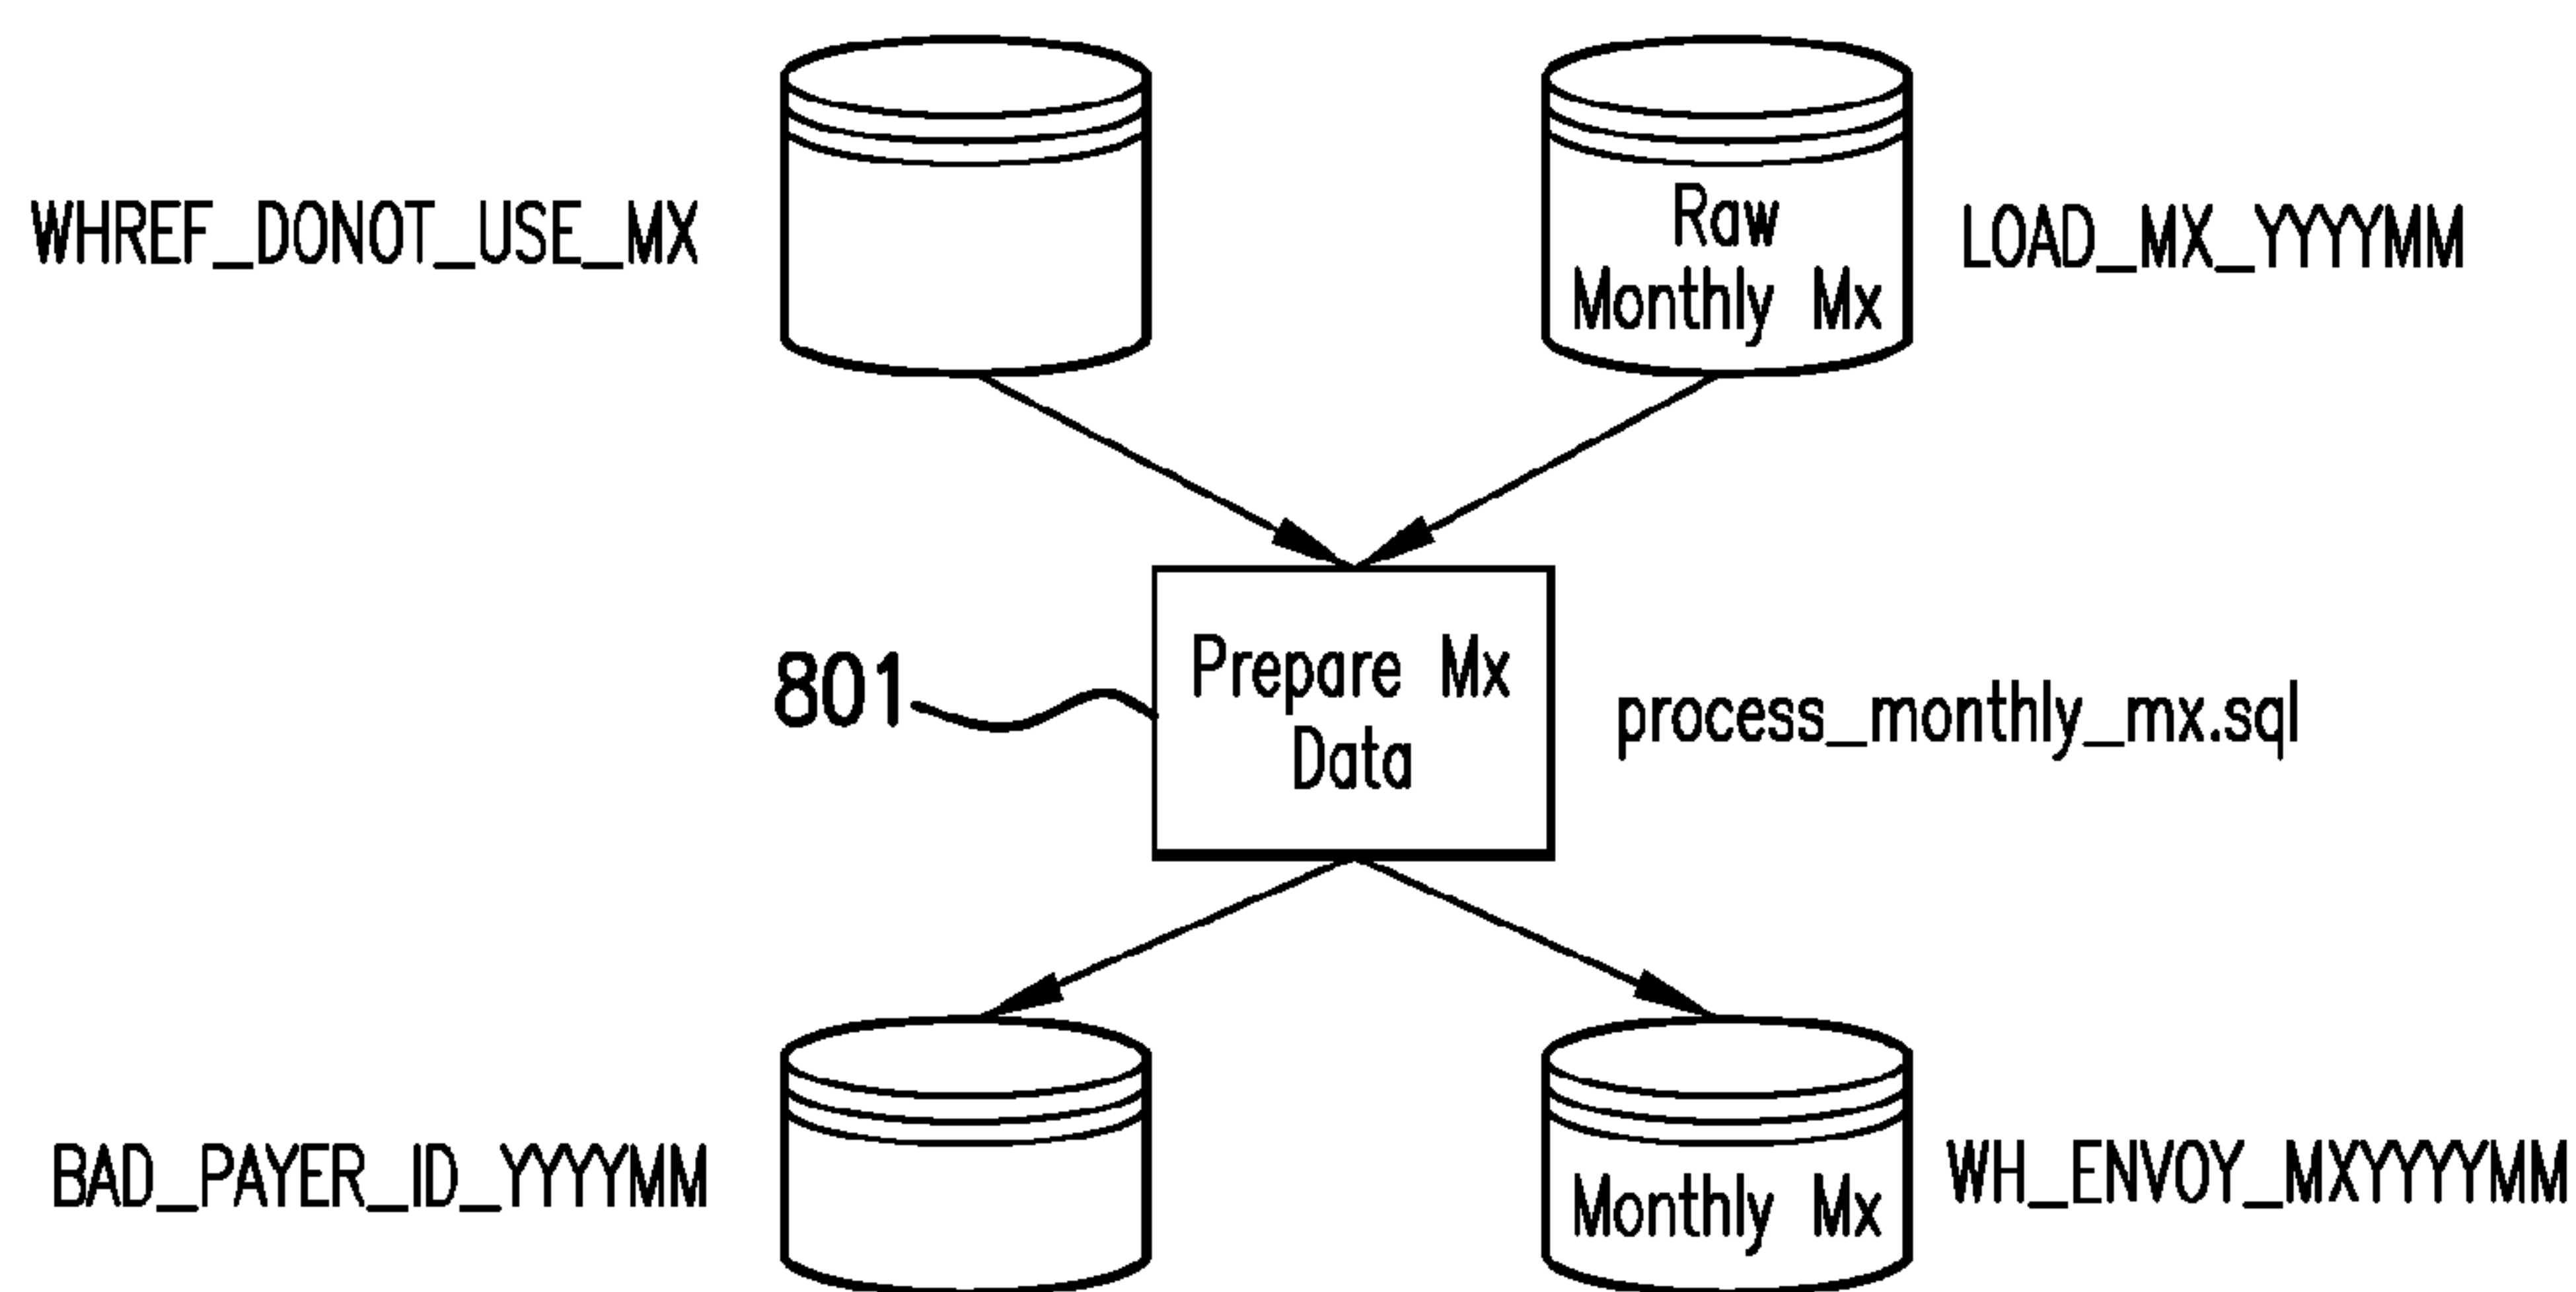 WHREF_DONOT_USE_MX
Raw
Monthly Mx
LOAD_MX_YYYYMM
801
Prepare Mx
Data
process_monthly_mx.sql
BAD_PAYER_ID_YYYYMM
Monthly Mx
WH_ENVOY_MXYYYYMM